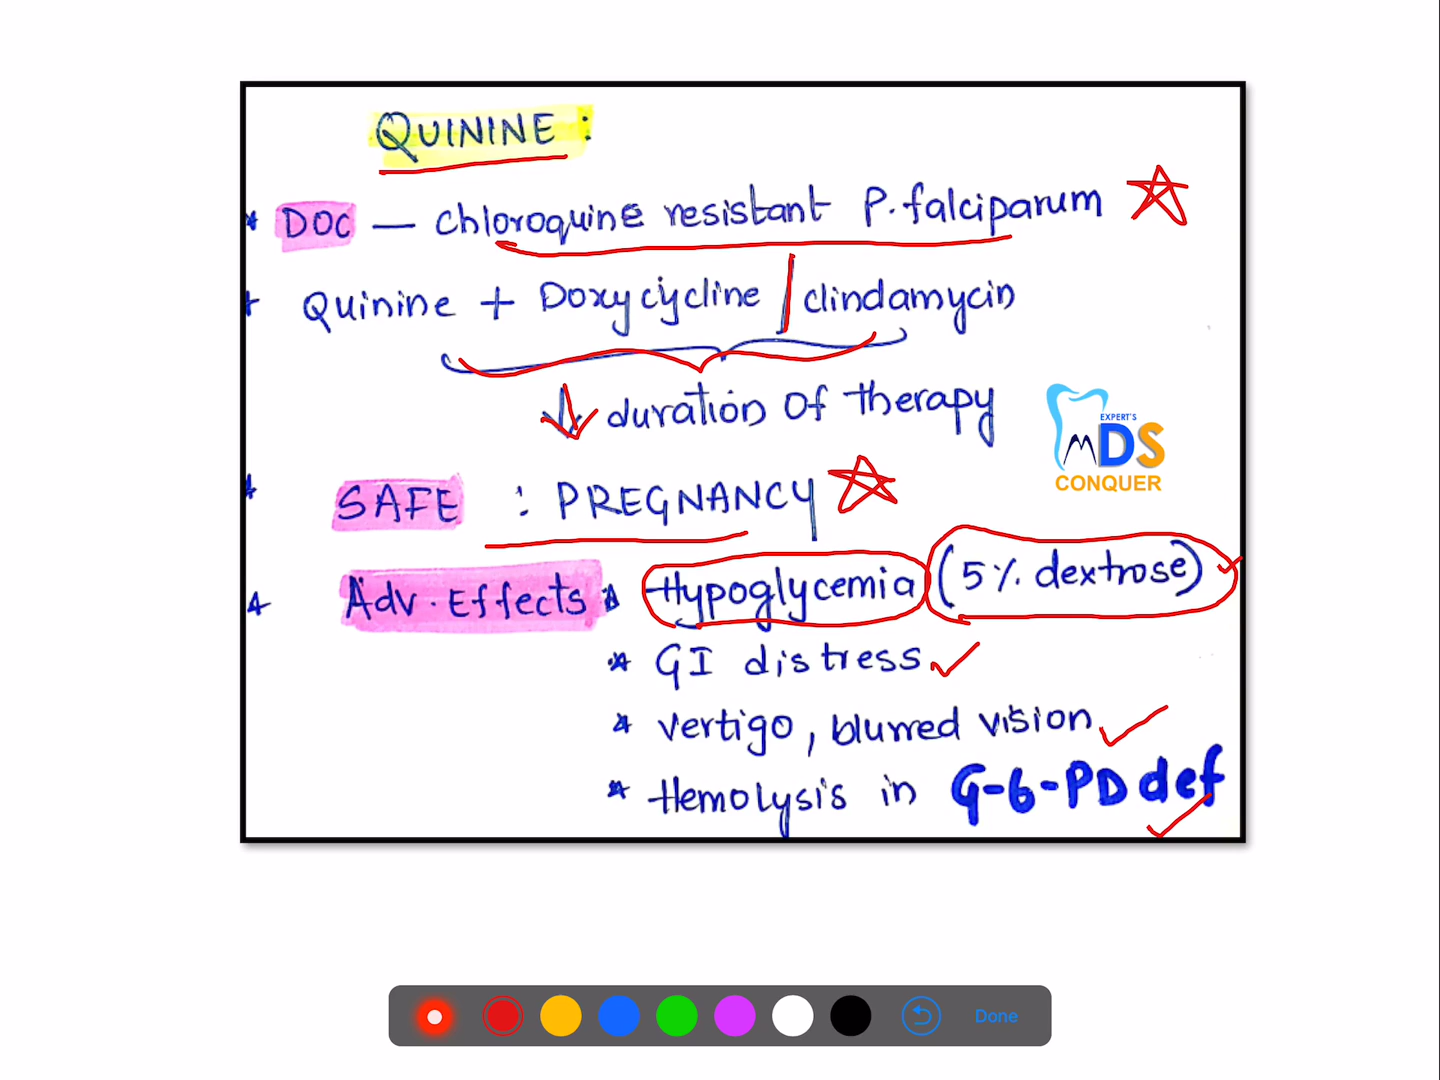 QUININE :
* DOC — chloroquine resistant P. falciparum
+ Quinine + Doxycycline / clindamycin
↓ duration of therapy
EXPERT'S
MDS
CONQUER
* SAFE : PREGNANCY
* Adv. Effects * Hypoglycemia (5% dextrose)
* GI distress
* vertigo, blurred vision
* Hemolysis in G-6-PD def
Done